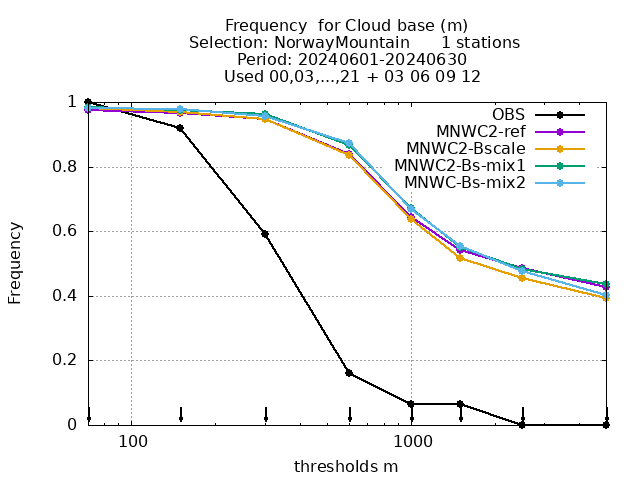 Frequency  for Cloud base (m)
Selection: NorwayMountain      1 stations
Period: 20240601-20240630
Used 00,03,...,21 + 03 06 09 12
OBS
MNWC2-ref
MNWC2-Bscale
MNWC2-Bs-mix1
MNWC-Bs-mix2
1
0.8
0.6
0.4
0.2
0
Frequency
100
1000
thresholds m